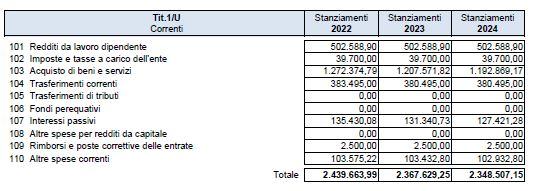 Tit.1/U Stanziamenti Stanziamenti Stanziamenti
Correnti 2022 2023 2024
101 Redditi da lavoro dipendente 502.588,90 502.588,90 502.588,90
102 Imposte e tasse a carico dell'ente 39.700,00 39.700,00 39.700,00
103 Acquisto di beni e servizi 1.272.374,79 1.207.571,82 1.192.869,17
104 Trasferimenti correnti 383.495,00 380.495,00 380.495,00
105 Trasferimenti di tributi 0,00 0,00 0,00
106 Fondi perequativi 0,00 0,00 0,00
107 Interessi passivi 135.430,08 131.340,73 127.421,28
108 Altre spese per redditi da capitale 0,00 0,00 0,00
109 Rimborsi e poste correttive delle entrate 2.500,00 2.500,00 2.500,00
110 Altre spese correnti 103.575,22 103.432,80 102.932,80
Totale 2.439.663,99 2.367.629,25 2.348.507,15